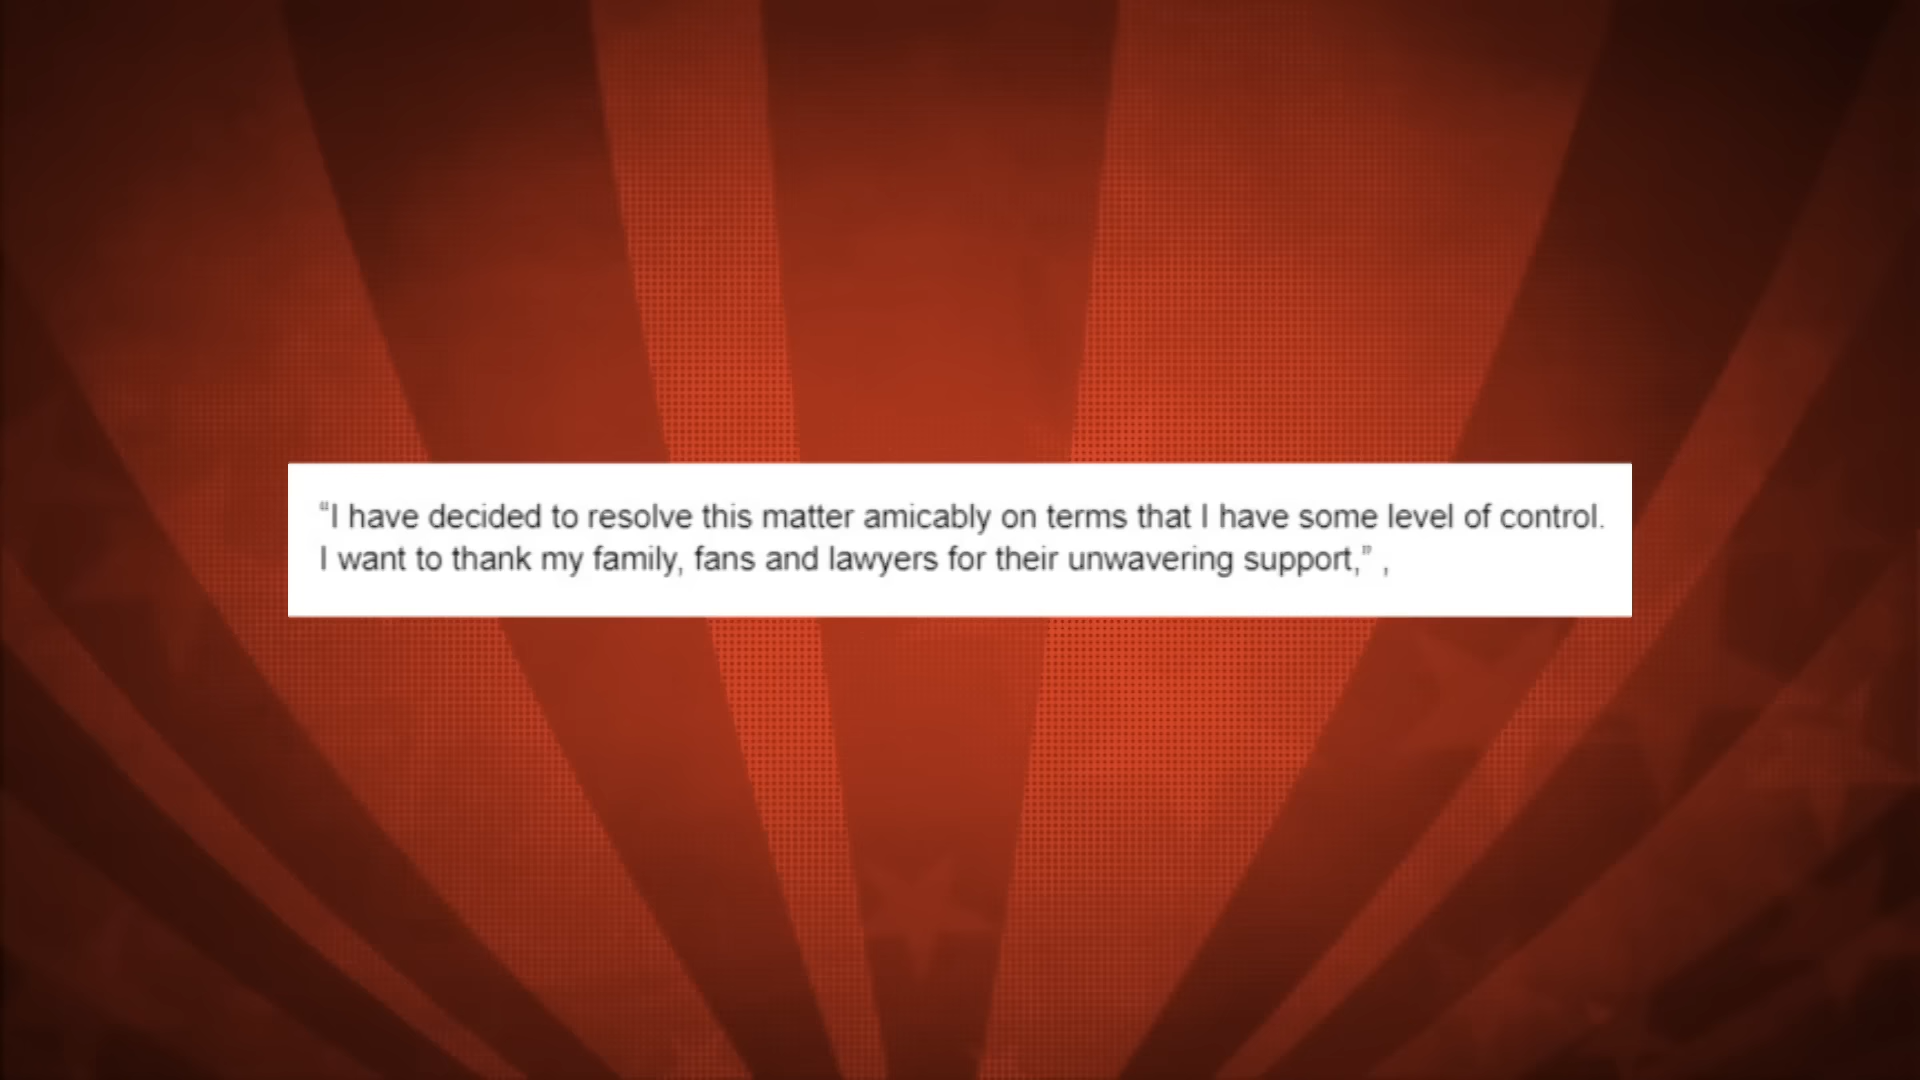 “I have decided to resolve this matter amicably on terms that I have some level of control.
I want to thank my family, fans and lawyers for their unwavering support,” ,